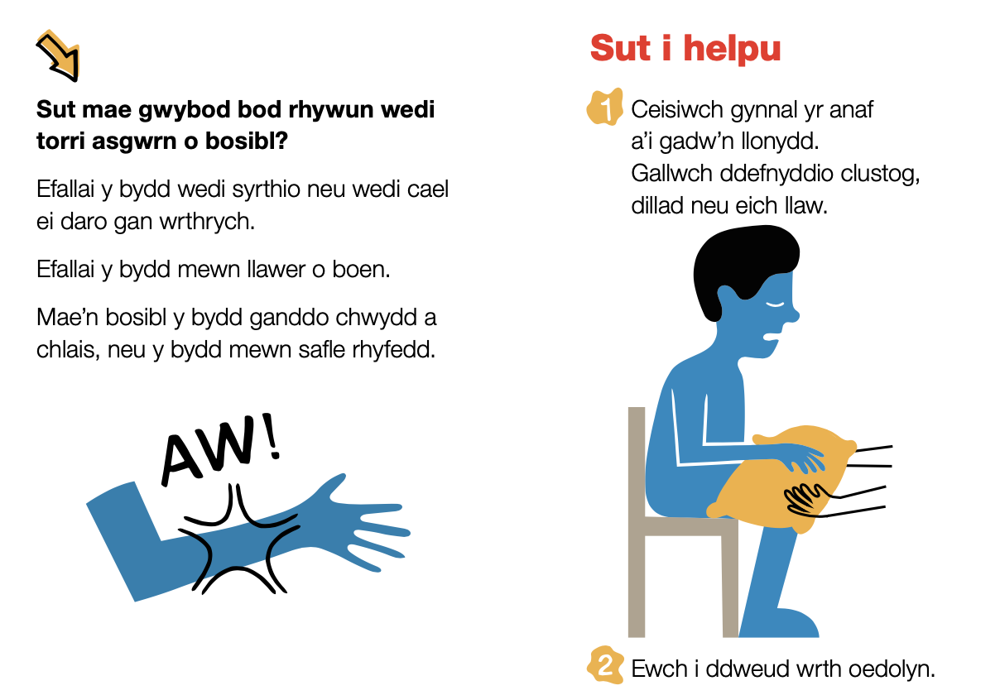 Sut mae gwybod bod rhywun wedi
torri asgwrn o bosibl?
Efallai y bydd wedi syrthio neu wedi cael
ei daro gan wrthrych.
Efallai y bydd mewn llawer o boen.
Mae’n bosibl y bydd ganddo chwydd a
chlais, neu y bydd mewn safle rhyfedd.
AW!
Sut i helpu
1 Ceisiwch gynnal yr anaf
a’i gadw’n llonydd.
Gallwch ddefnyddio clustog,
dillad neu eich llaw.
2 Ewch i ddweud wrth oedolyn.